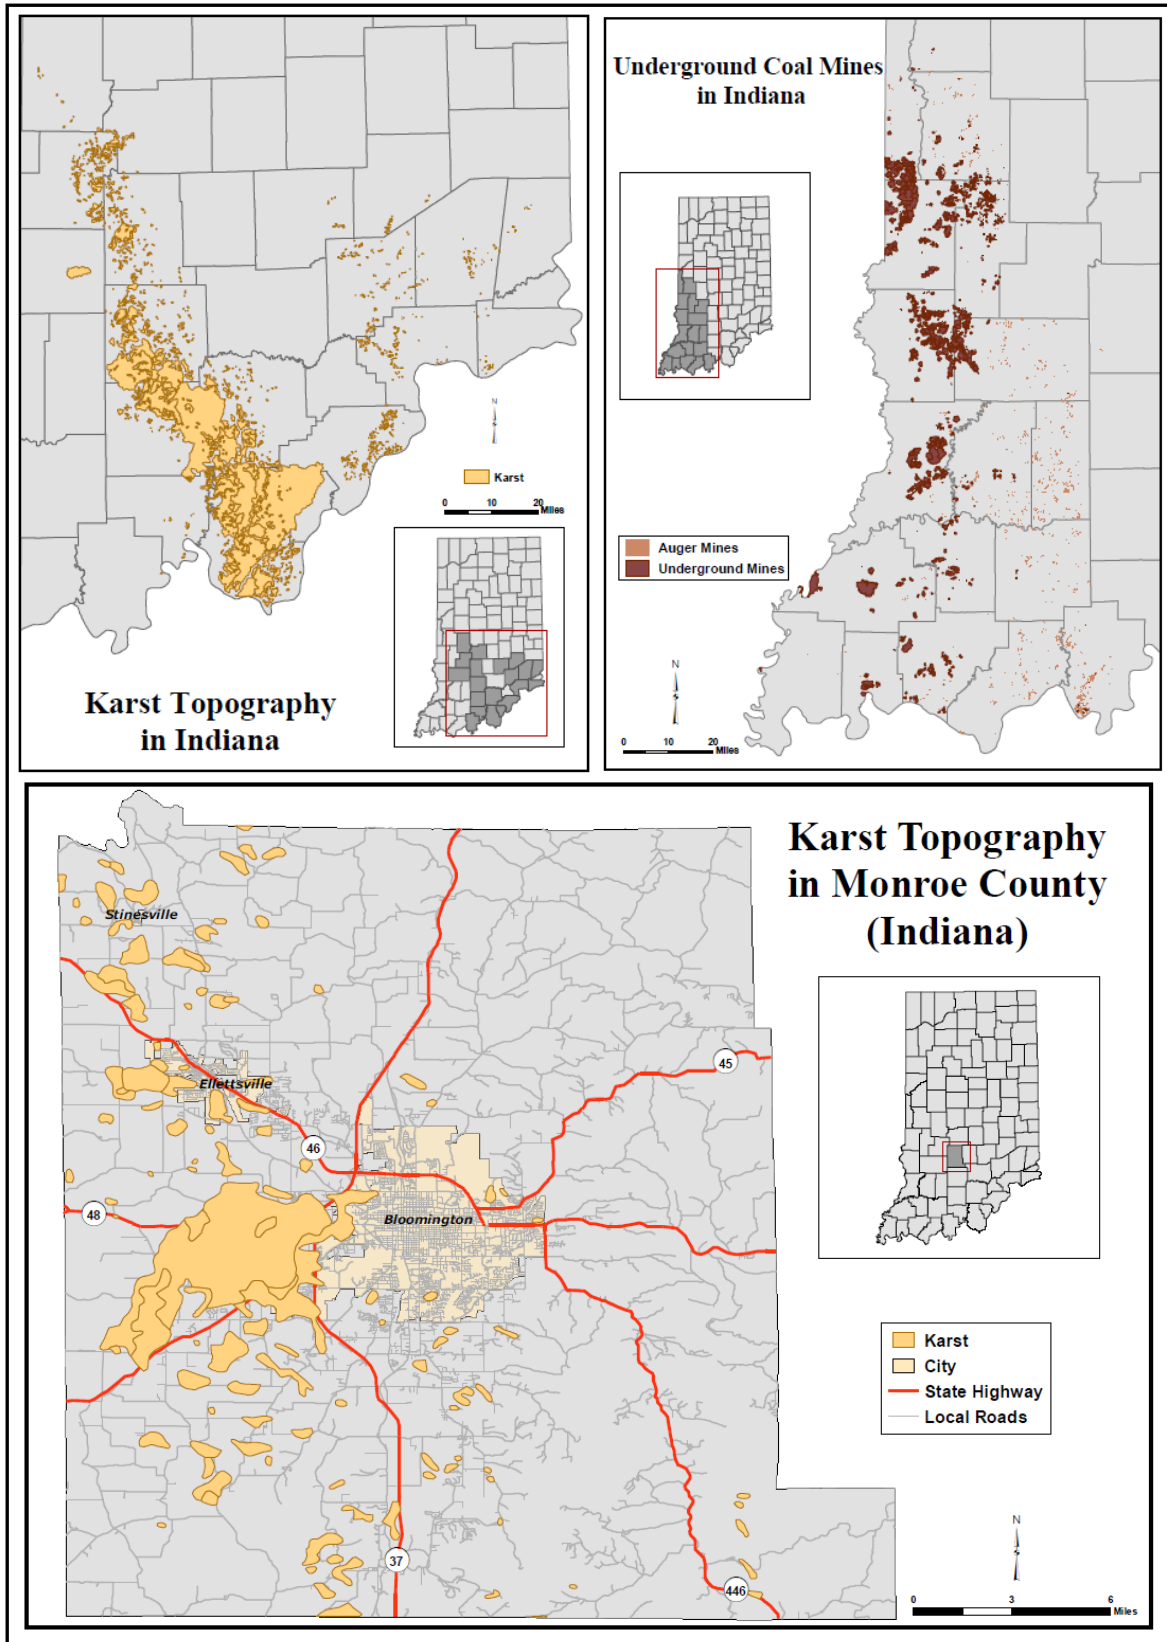 N
Karst
0 10 20
Miles
Karst Topography
in Indiana
Underground Coal Mines
in Indiana
Auger Mines
Underground Mines
N
0 10 20
Miles
Karst Topography
in Monroe County
(Indiana)
Stinesville
Ellettsville
45
46
48
Bloomington
37
446
Karst
City
State Highway
Local Roads
N
0 3 6
Miles